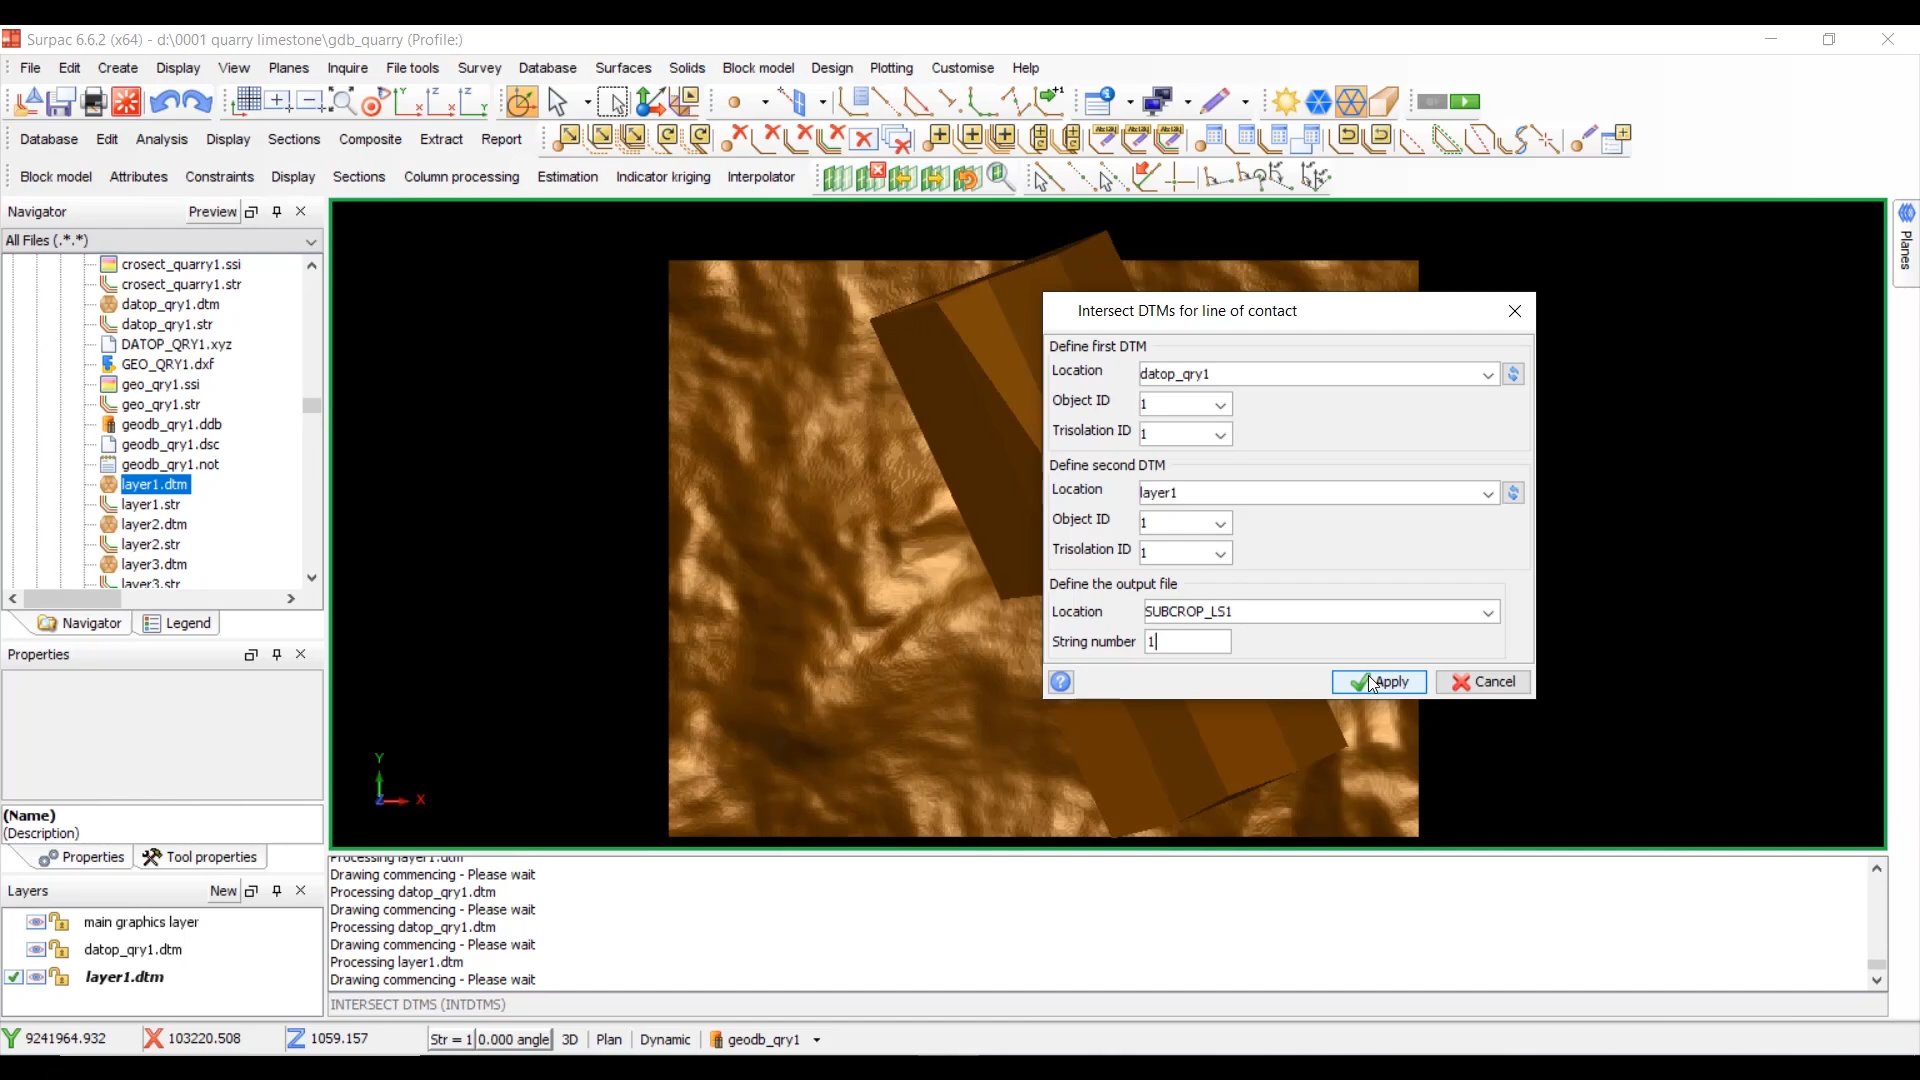 Surpac 6.6.2 (x64) - d:\0001 quarry limestone\gdb_quarry (Profile:)
File Edit Create Display View Planes Inquire File tools Survey Database Surfaces Solids Block model Design Plotting Customise Help
Database Edit Analysis Display Sections Composite Extract Report
Block model Attributes Constraints Display Sections Column processing Estimation Indicator kriging Interpolator
Navigator Preview
All Files (.*.*)
crosect_quarry1.ssi
crosect_quarry1.str
datop_qry1.dtm
datop_qry1.str
DATOP_QRY1.xyz
GEO_QRY1.dxf
geo_qry1.ssi
geo_qry1.str
geodb_qry1.ddb
geodb_qry1.dsc
geodb_qry1.not
layer1.dtm
layer1.str
layer2.dtm
layer2.str
layer3.dtm
layer3.str
Navigator Legend
Properties
(Name)
(Description)
Properties Tool properties
Layers New
main graphics layer
datop_qry1.dtm
layer1.dtm
Planes
Intersect DTMs for line of contact
Define first DTM
Location datop_qry1
Object ID 1
Trisolation ID 1
Define second DTM
Location layer1
Object ID 1
Trisolation ID 1
Define the output file
Location SUBCROP_LS1
String number 1
Apply Cancel
Y
Z X
Processing layer1.dtm
Drawing commencing - Please wait
Processing datop_qry1.dtm
Drawing commencing - Please wait
Processing datop_qry1.dtm
Drawing commencing - Please wait
Processing layer1.dtm
Drawing commencing - Please wait
INTERSECT DTMS (INTDTMS)
Y 9241964.932 X 103220.508 Z 1059.157 Str = 1 0.000 angle 3D Plan Dynamic geodb_qry1